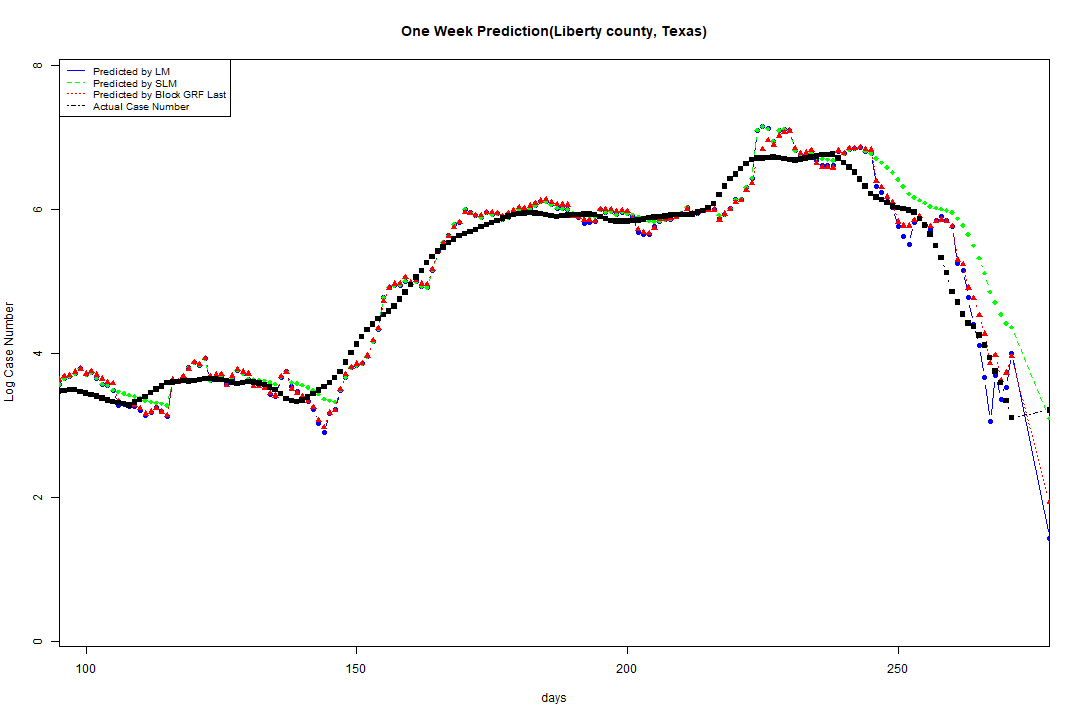 One Week Prediction(Liberty county, Texas)
Predicted by LM
Predicted by SLM
Predicted by Block GRF Last
Actual Case Number
Log Case Number
8
6
4
2
0
100 150 200 250
days